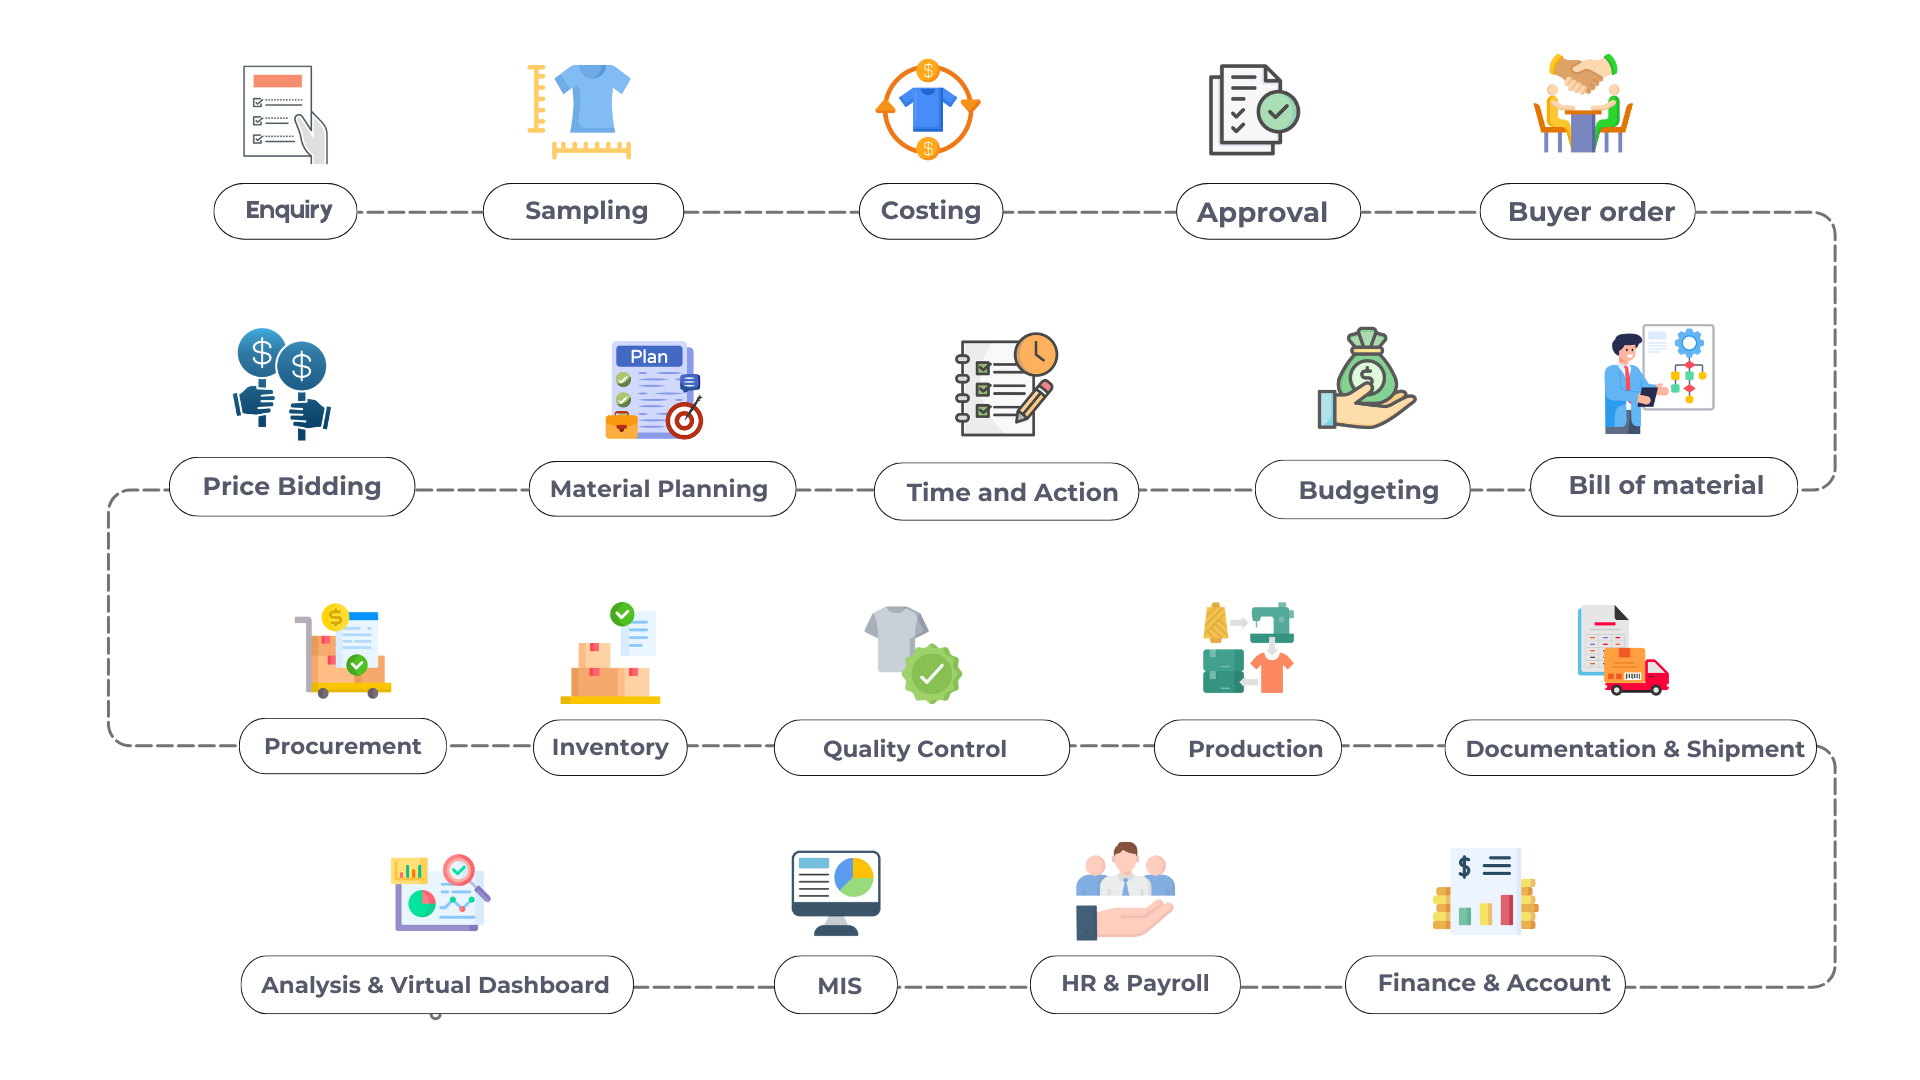 Enquiry
Sampling
Costing
Approval
Buyer order
$
$
$
$
Plan
$
Price Bidding
Material Planning
Time and Action
Budgeting
Bill of material
$
Procurement
Inventory
Quality Control
Production
Documentation & Shipment
$
Analysis & Virtual Dashboard
MIS
HR & Payroll
Finance & Account